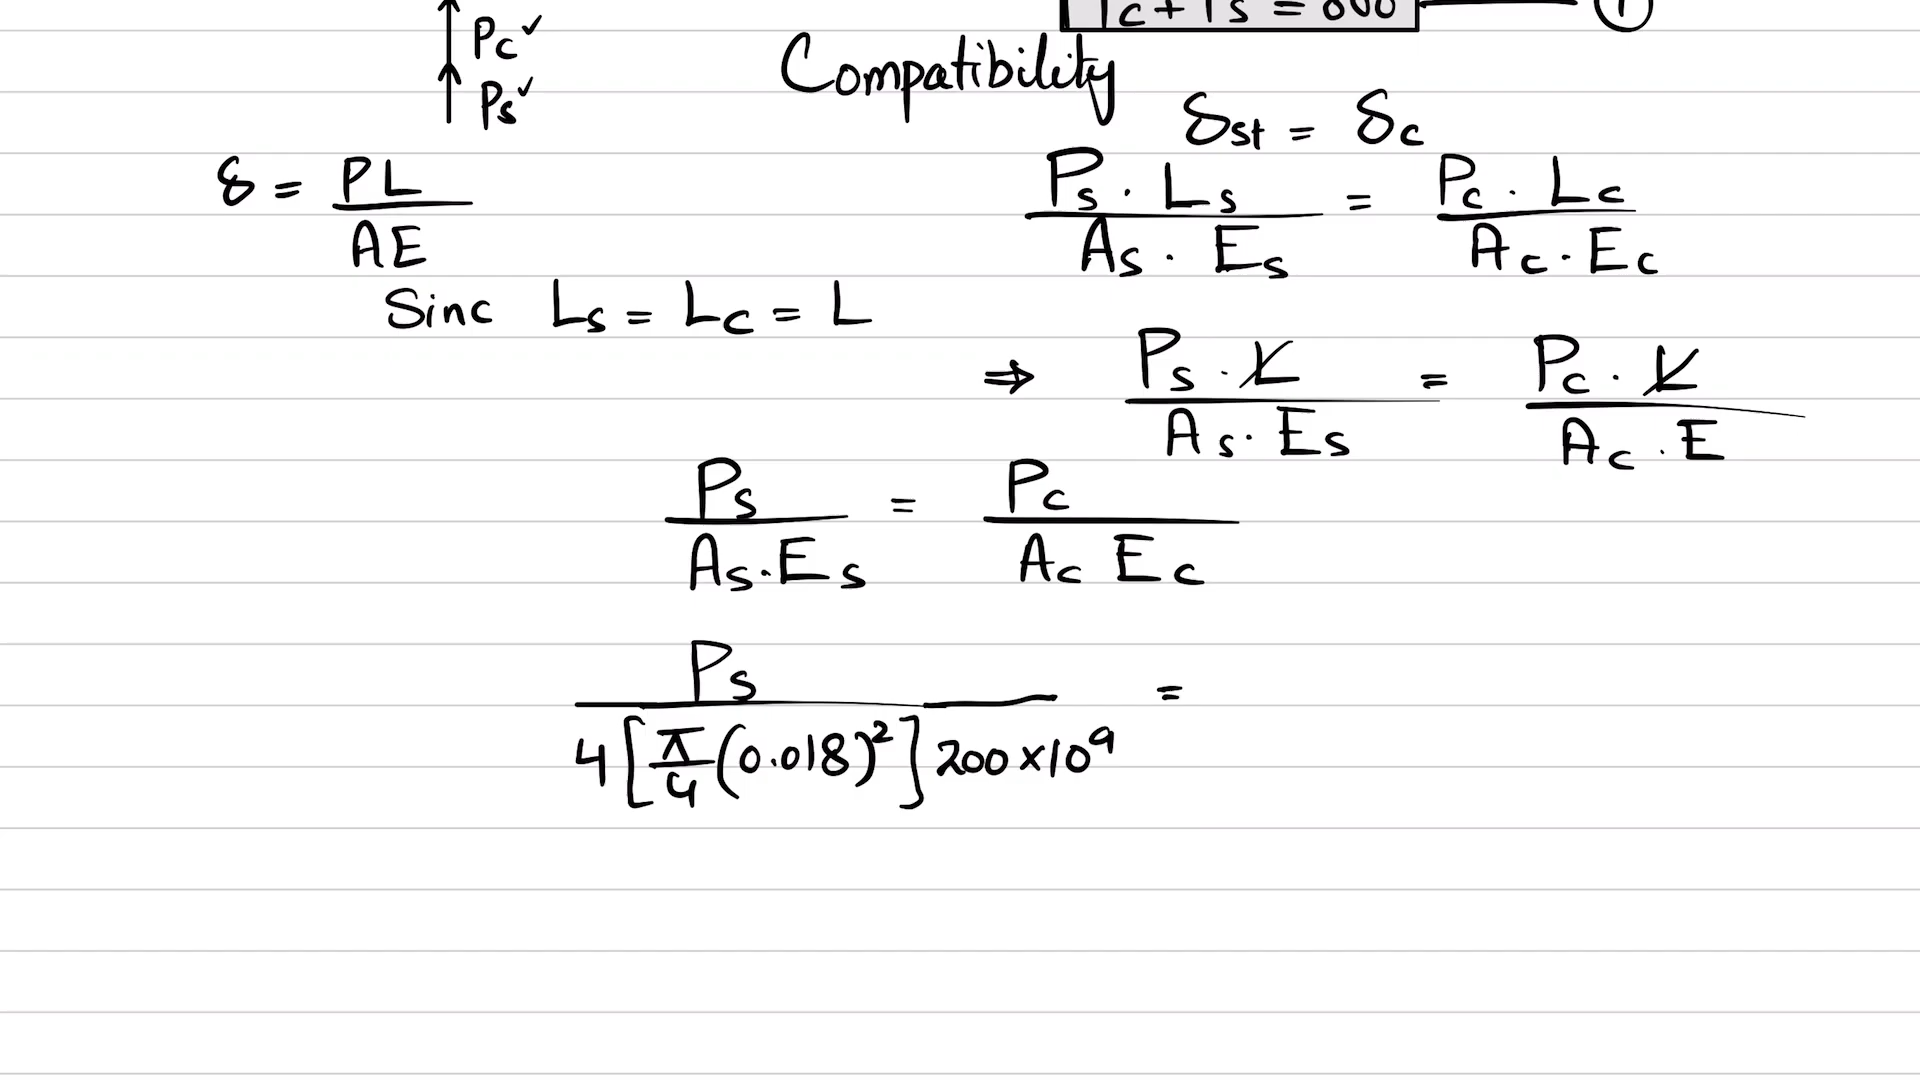 Pc✓
Ps✓
Compatibility
δst = δc
δ = PL / AE
Ps . Ls / As . Es = Pc . Lc / Ac . Ec
Sinc Ls = Lc = L
⇒ Ps . L / As . Es = Pc . L / Ac . E
Ps / As . Es = Pc / Ac Ec
Ps / 4 [π/4 (0.018)²] 200 × 10⁹ =